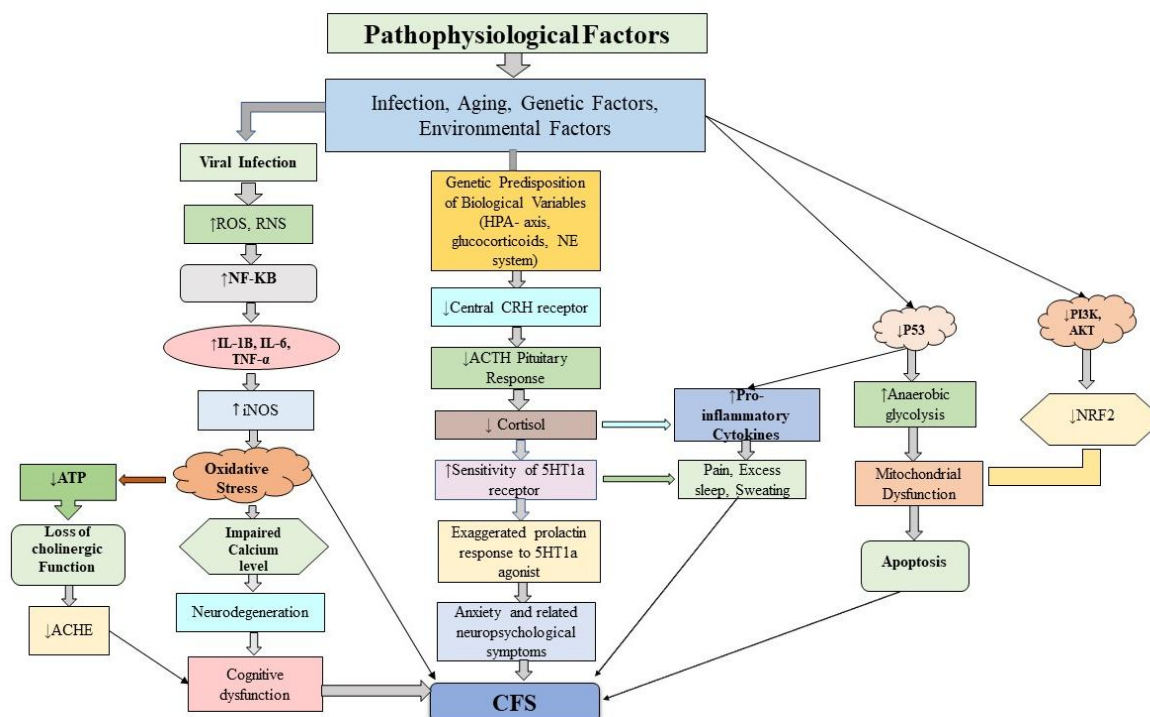 Pathophysiological Factors
Infection, Aging, Genetic Factors,
Environmental Factors
Viral Infection
↑ROS, RNS
↑NF-KB
↑IL-1B, IL-6,
TNF-α
↑iNOS
Oxidative
Stress
↓ATP
Loss of
cholinergic
Function
↓ACHE
Impaired
Calcium
level
Neurodegeneration
Cognitive
dysfunction
Genetic Predisposition
of Biological Variables
(HPA- axis,
glucocorticoids, NE
system)
↓Central CRH receptor
↓ACTH Pituitary
Response
↓ Cortisol
↑Sensitivity of 5HT1a
receptor
Exaggerated prolactin
response to 5HT1a
agonist
Anxiety and related
neuropsychological
symptoms
CFS
↑Pro-
inflammatory
Cytokines
Pain, Excess
sleep, Sweating
↓P53
↑Anaerobic
glycolysis
Mitochondrial
Dysfunction
Apoptosis
↓PI3K,
AKT
↓NRF2